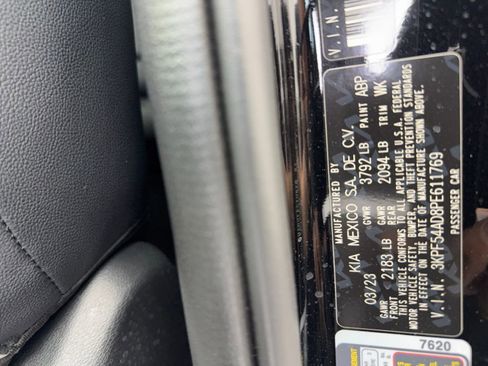 MANUFACTURED BY
KIA MEXICO S.A. DE C.V.
03/23 GVWR 3792 LB PAINT ABP
GAWR FRONT 2183 LB GAWR REAR 2094 LB TRIM WK
THIS VEHICLE CONFORMS TO ALL APPLICABLE U.S.A. FEDERAL
MOTOR VEHICLE SAFETY, BUMPER, AND THEFT PREVENTION STANDARDS
IN EFFECT ON THE DATE OF MANUFACTURE SHOWN ABOVE.
V.I.N. 3KPF54AD8PE611769
PASSENGER CAR
V.I.N.
7620